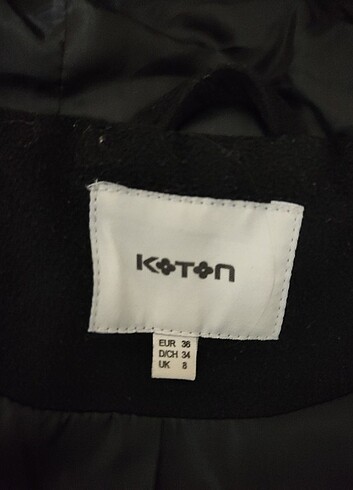 KOTON
EUR 36
D/CH 34
UK 8